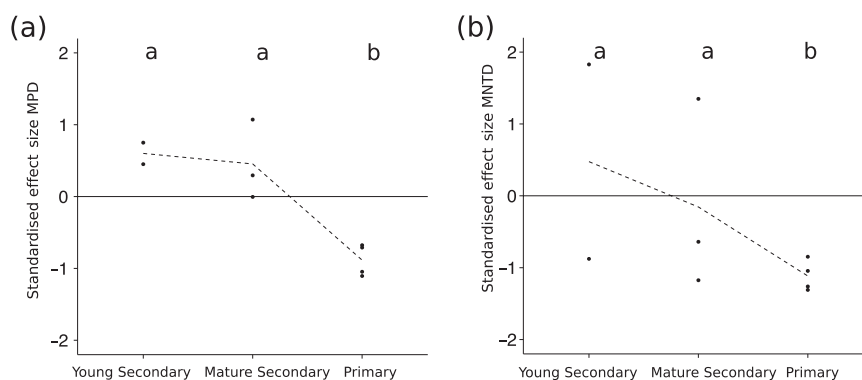 (a)
a a b
Standardised effect size MPD
2
1
0
−1
−2
Young Secondary Mature Secondary Primary
(b)
a a b
Standardised effect size MNTD
2
1
0
−1
−2
Young Secondary Mature Secondary Primary